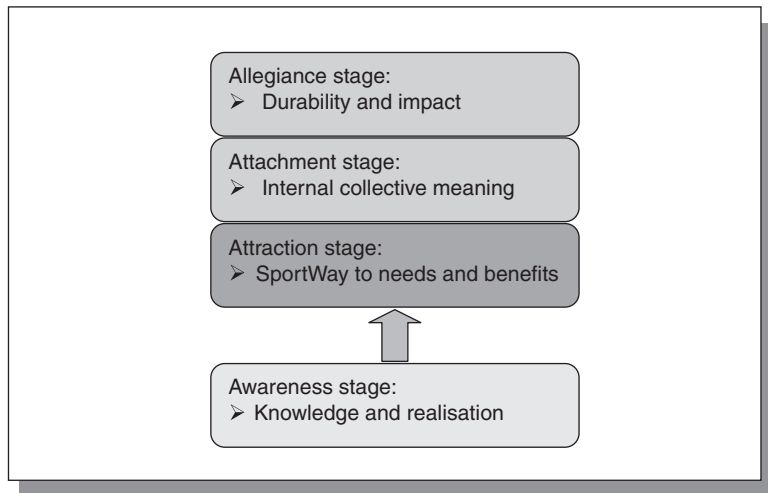 Allegiance stage:
➢ Durability and impact
Attachment stage:
➢ Internal collective meaning
Attraction stage:
➢ SportWay to needs and benefits
Awareness stage:
➢ Knowledge and realisation